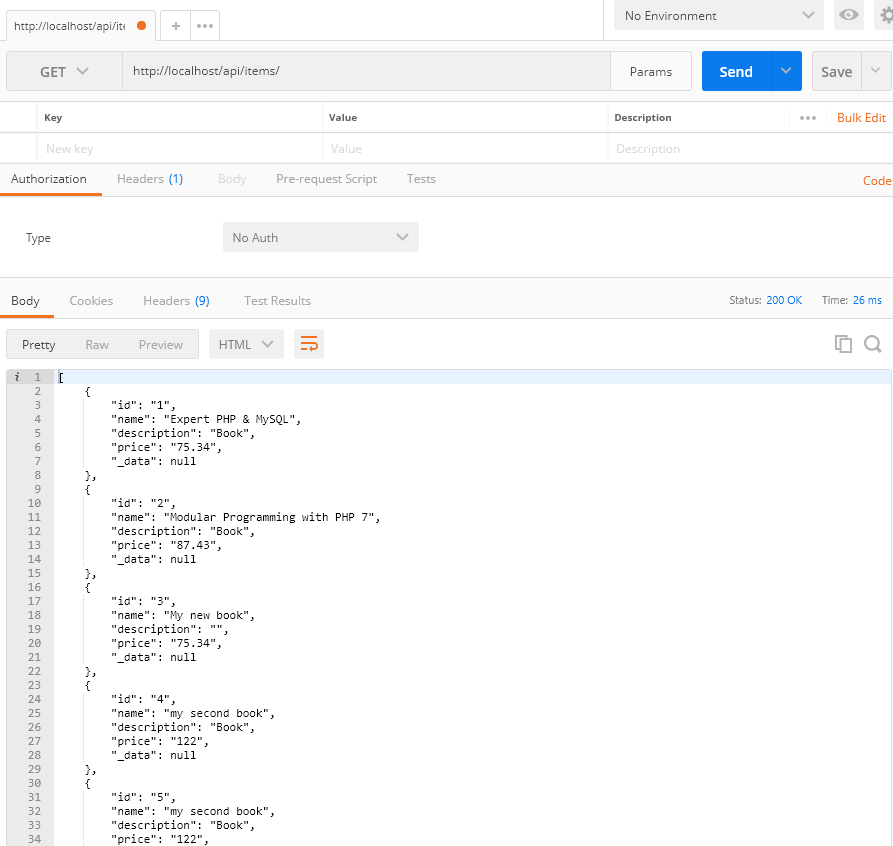 http://localhost/api/ite
No Environment
GET http://localhost/api/items/ Params Send Save
Key Value Description Bulk Edit
New key Value Description
Authorization Headers (1) Body Pre-request Script Tests Code
Type No Auth
Body Cookies Headers (9) Test Results Status: 200 OK Time: 26 ms
Pretty Raw Preview HTML
i 1 [
2 {
3 "id": "1",
4 "name": "Expert PHP & MySQL",
5 "description": "Book",
6 "price": "75.34",
7 "_data": null
8 },
9 {
10 "id": "2",
11 "name": "Modular Programming with PHP 7",
12 "description": "Book",
13 "price": "87.43",
14 "_data": null
15 },
16 {
17 "id": "3",
18 "name": "My new book",
19 "description": "",
20 "price": "75.34",
21 "_data": null
22 },
23 {
24 "id": "4",
25 "name": "my second book",
26 "description": "Book",
27 "price": "122",
28 "_data": null
29 },
30 {
31 "id": "5",
32 "name": "my second book",
33 "description": "Book",
34 "price": "122",